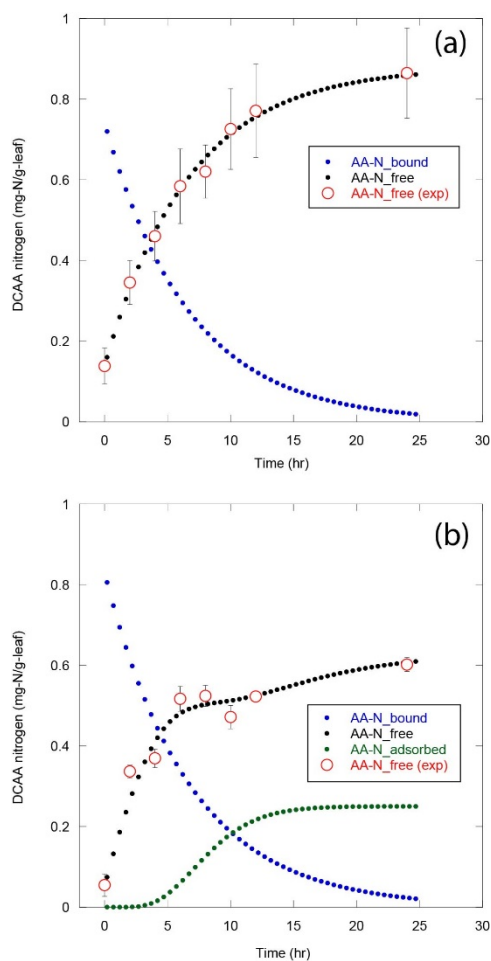 (a)
1
0.8
0.6
0.4
0.2
0
DCAA nitrogen (mg-N/g-leaf)
AA-N_bound
AA-N_free
AA-N_free (exp)
0 5 10 15 20 25 30
Time (hr)
(b)
1
0.8
0.6
0.4
0.2
0
DCAA nitrogen (mg-N/g-leaf)
AA-N_bound
AA-N_free
AA-N_adsorbed
AA-N_free (exp)
0 5 10 15 20 25 30
Time (hr)